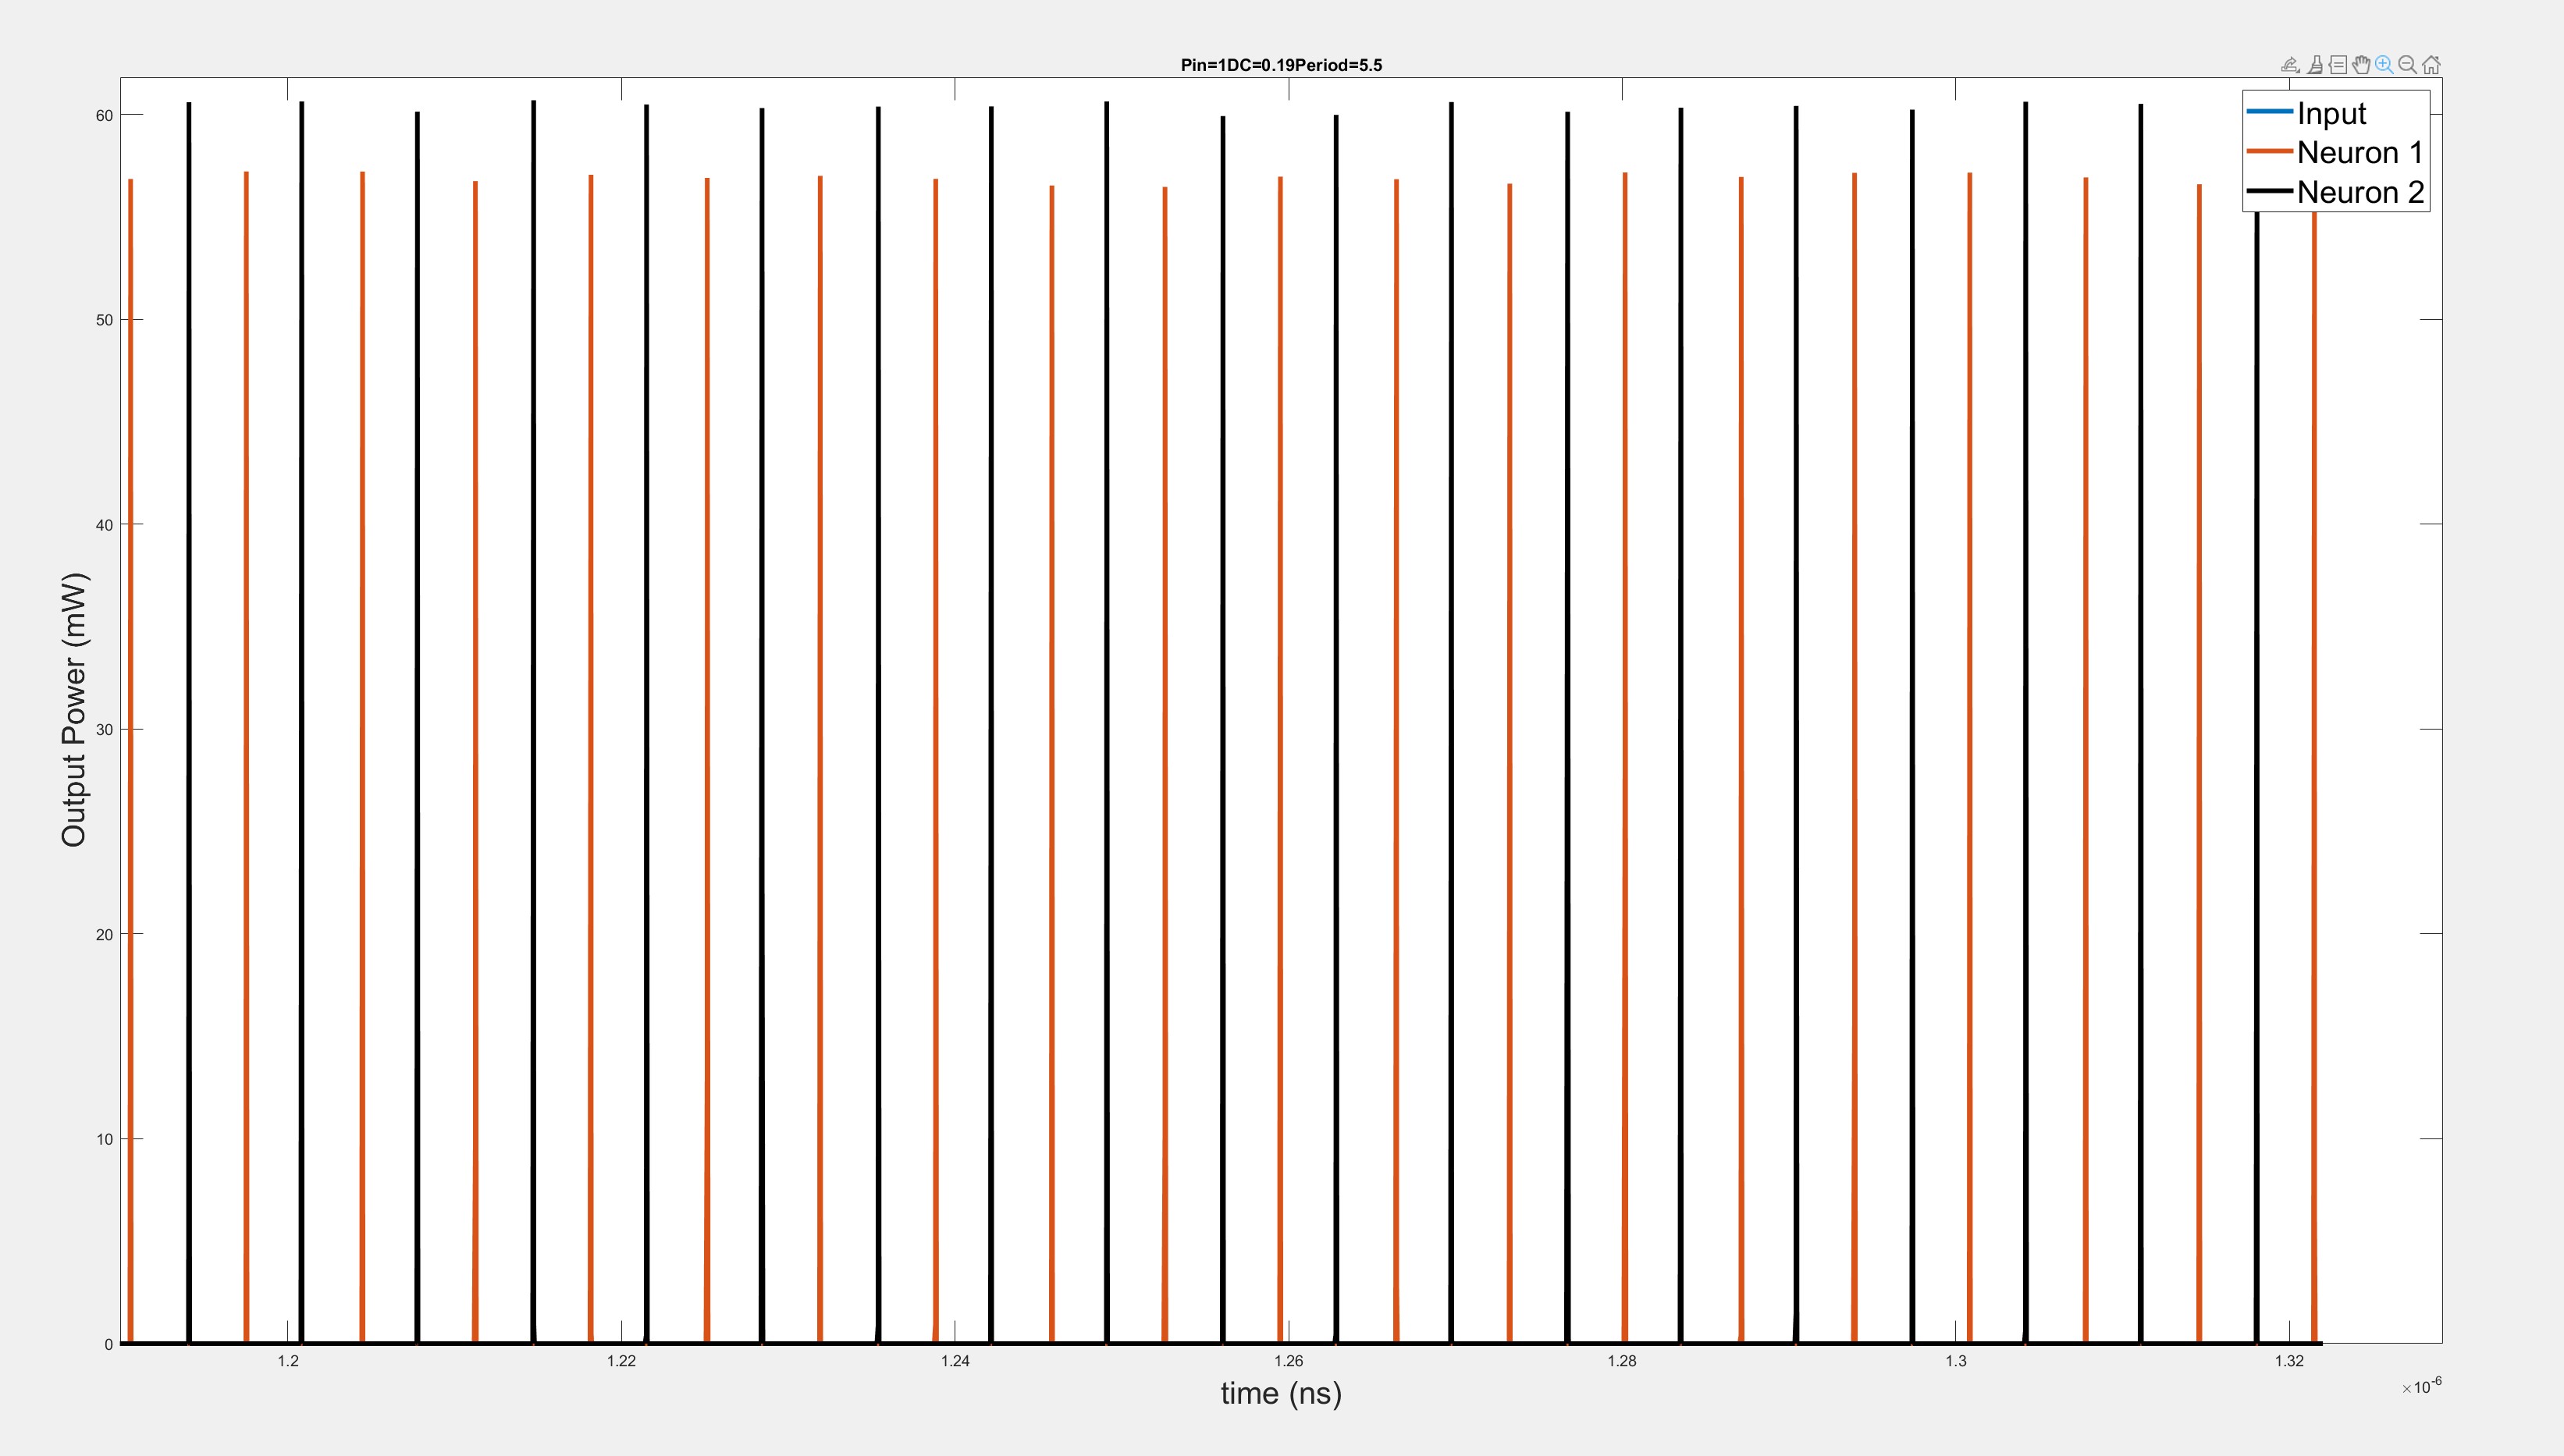 Pin=1DC=0.19Period=5.5
Input
Neuron 1
Neuron 2
60
50
40
30
20
10
0
Output Power (mW)
1.2
1.22
1.24
1.26
1.28
1.3
1.32
time (ns)
×10-6